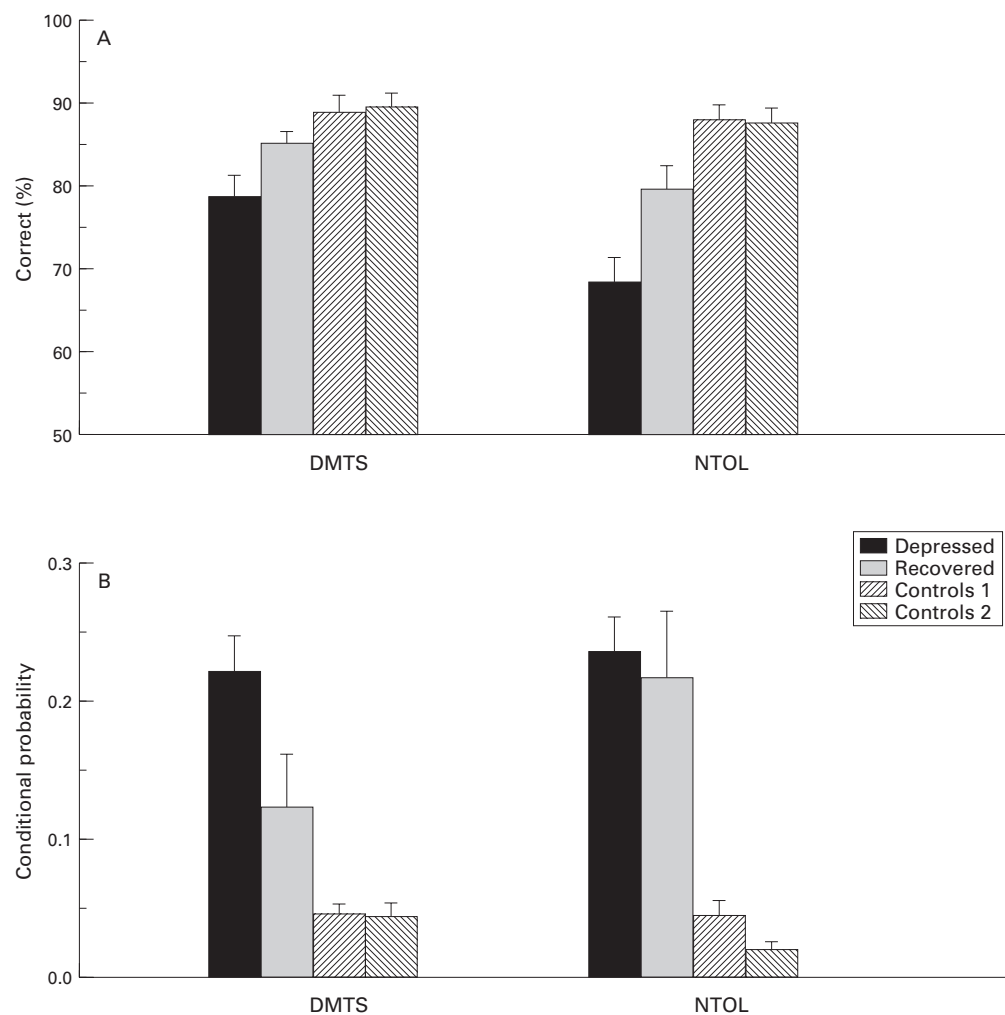 A
100
90
80
70
60
50
Correct (%)
DMTS NTOL
B
0.3
0.2
0.1
0.0
Conditional probability
Depressed
Recovered
Controls 1
Controls 2
DMTS NTOL